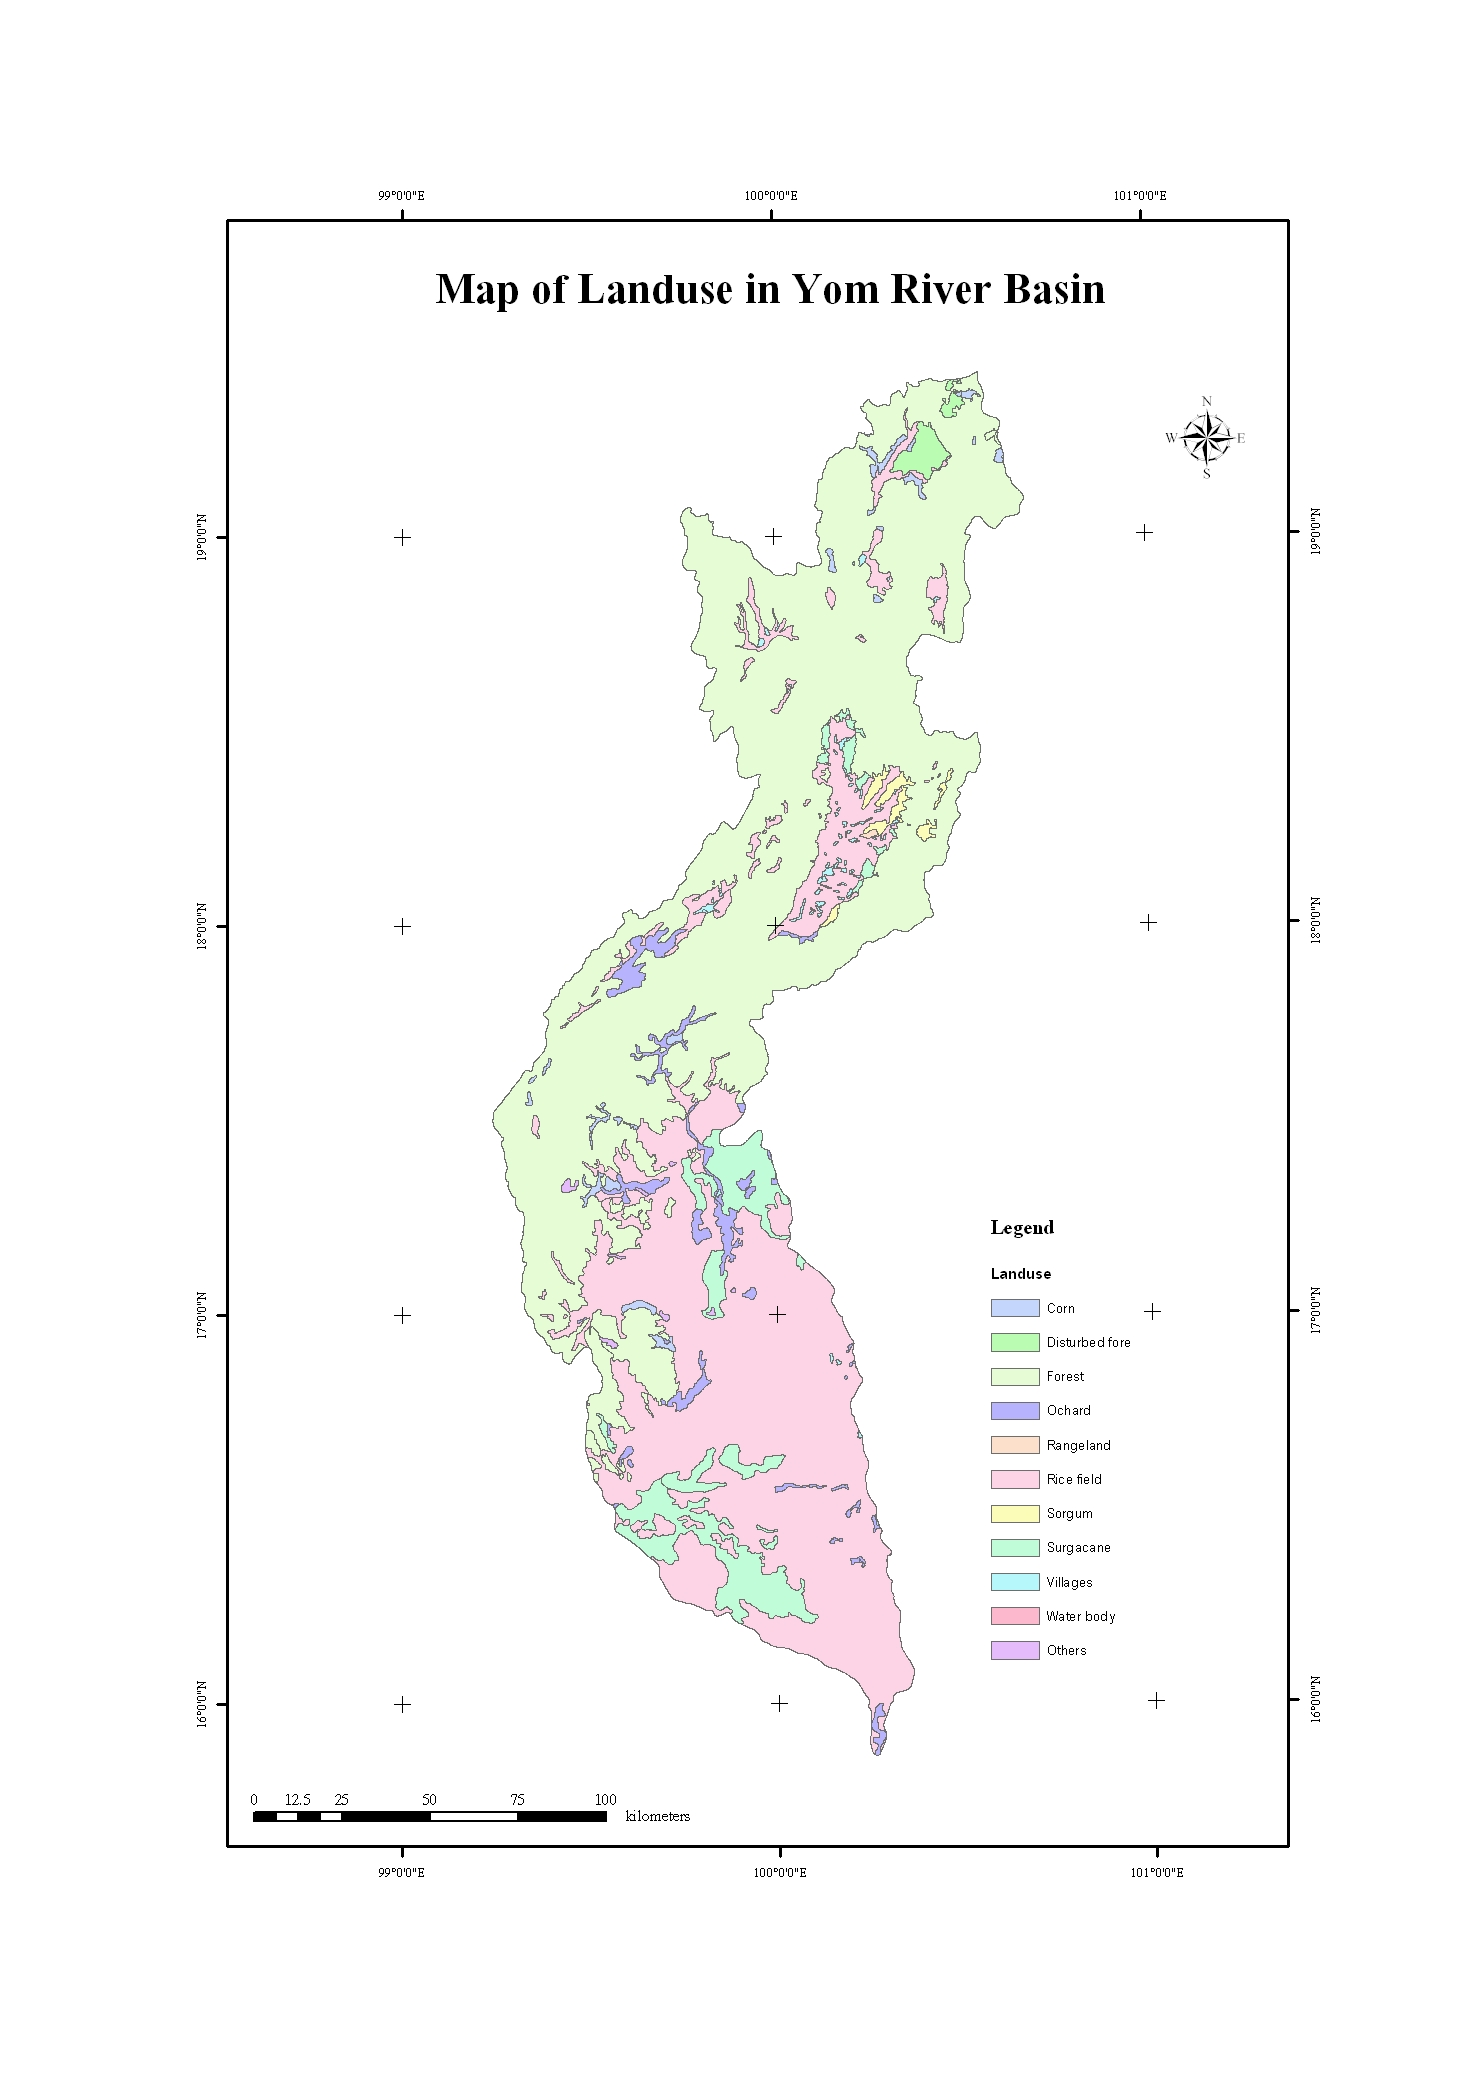 99°0'0"E 100°0'0"E 101°0'0"E
Map of Landuse in Yom River Basin
N
W E
S
19°0'0"N 19°0'0"N
18°0'0"N 18°0'0"N
Legend
Landuse
17°0'0"N 17°0'0"N
Corn
Disturbed fore
Forest
Ochard
Rangeland
Rice field
Sorgum
Surgacane
Villages
Water body
Others
16°0'0"N 16°0'0"N
0 12.5 25 50 75 100
kilometers
99°0'0"E 100°0'0"E 101°0'0"E